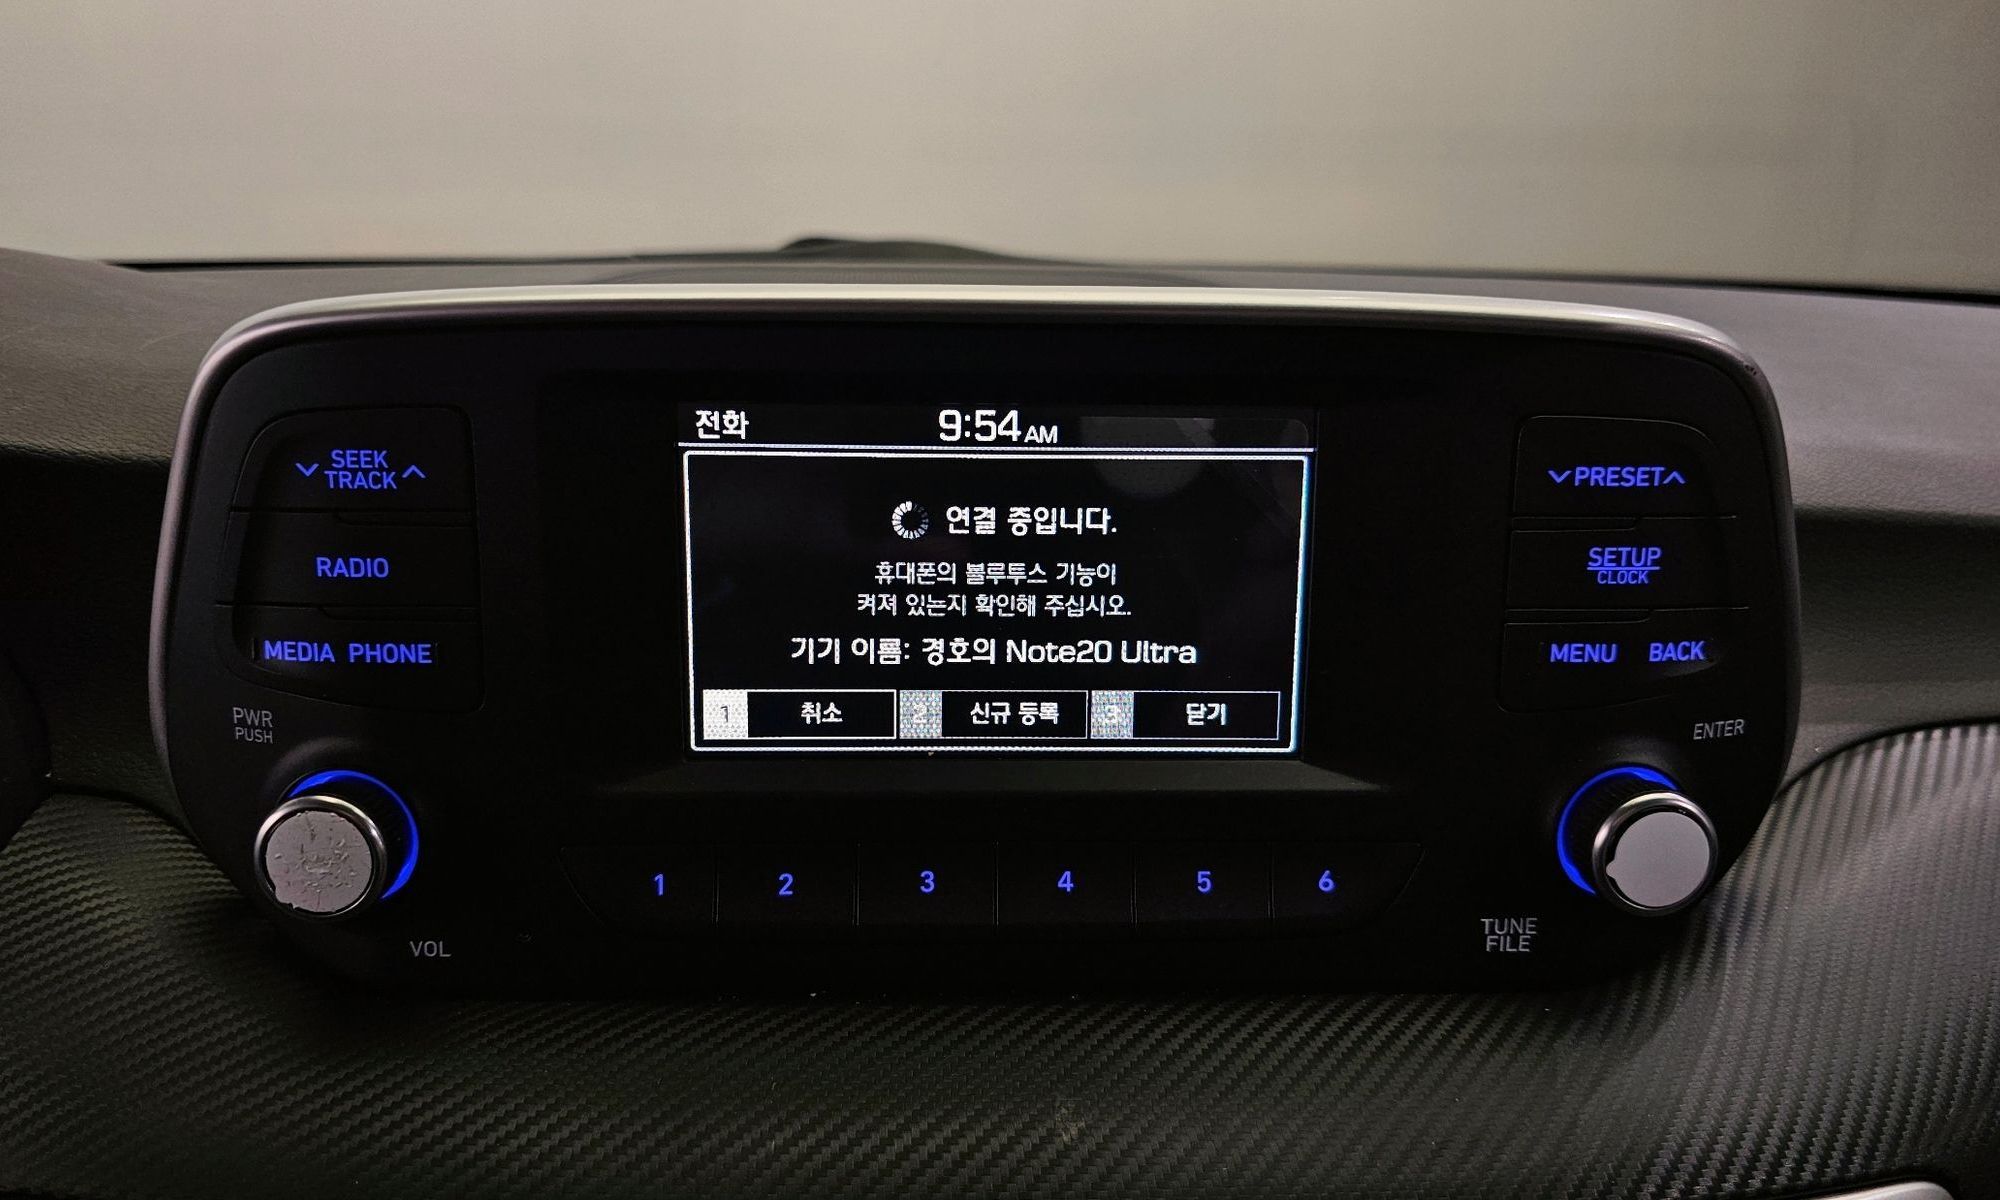 전화 9:54 AM
연결 중입니다.
휴대폰의 블루투스 기능이
켜져 있는지 확인해 주십시오.
기기 이름: 경호의 Note20 Ultra
1 취소 2 신규 등록 3 닫기
SEEK
TRACK
RADIO
MEDIA PHONE
PWR
PUSH
VOL
1 2 3 4 5 6
PRESET
SETUP
CLOCK
MENU BACK
ENTER
TUNE
FILE